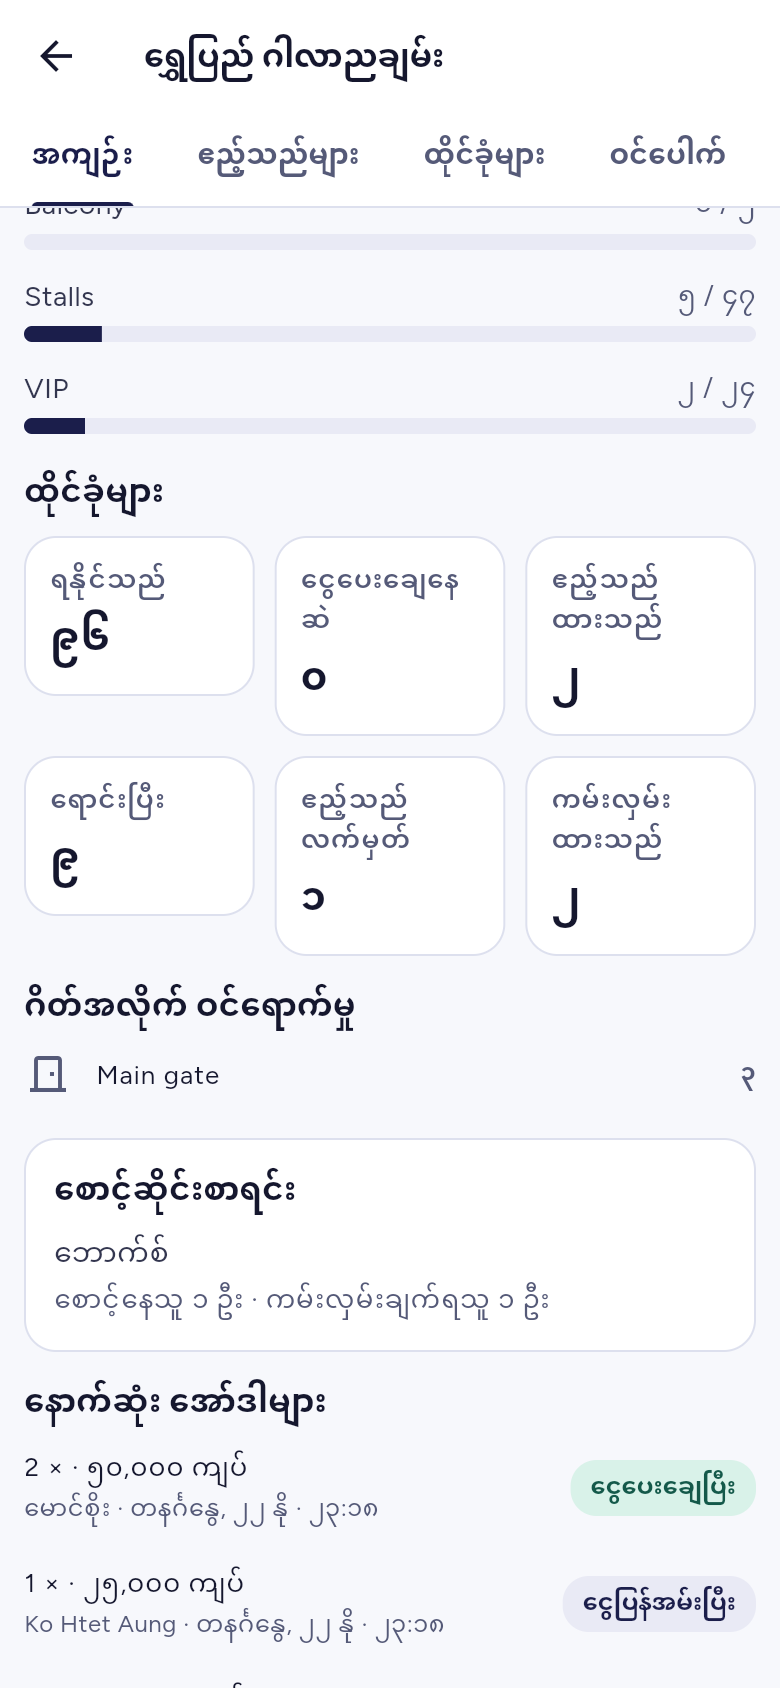 ရွှေပြည် ဂါလာညချမ်း
အကျဉ်း ဧည့်သည်များ ထိုင်ခုံများ ဝင်ပေါက်
Balcony
Stalls ၅ / ၄၇
VIP ၂ / ၂၄
ထိုင်ခုံများ
ရနိုင်သည်
၉၆
ငွေပေးချေနေ
ဆဲ
၀
ဧည့်သည်
ထားသည်
၂
ရောင်းပြီး
၉
ဧည့်သည်
လက်မှတ်
၁
ကမ်းလှမ်း
ထားသည်
၂
ဂိတ်အလိုက် ဝင်ရောက်မှု
Main gate ၃
စောင့်ဆိုင်းစာရင်း
ဘောက်စ်
စောင့်နေသူ ၁ ဦး · ကမ်းလှမ်းချက်ရသူ ၁ ဦး
နောက်ဆုံး အော်ဒါများ
2 × · ၅၀,၀၀၀ ကျပ်
မောင်စိုး · တနင်္ဂနွေ, ၂၂ နို · ၂၃:၁၈
ငွေပေးချေပြီး
1 × · ၂၅,၀၀၀ ကျပ်
Ko Htet Aung · တနင်္ဂနွေ, ၂၂ နို · ၂၃:၁၈
ငွေပြန်အမ်းပြီး